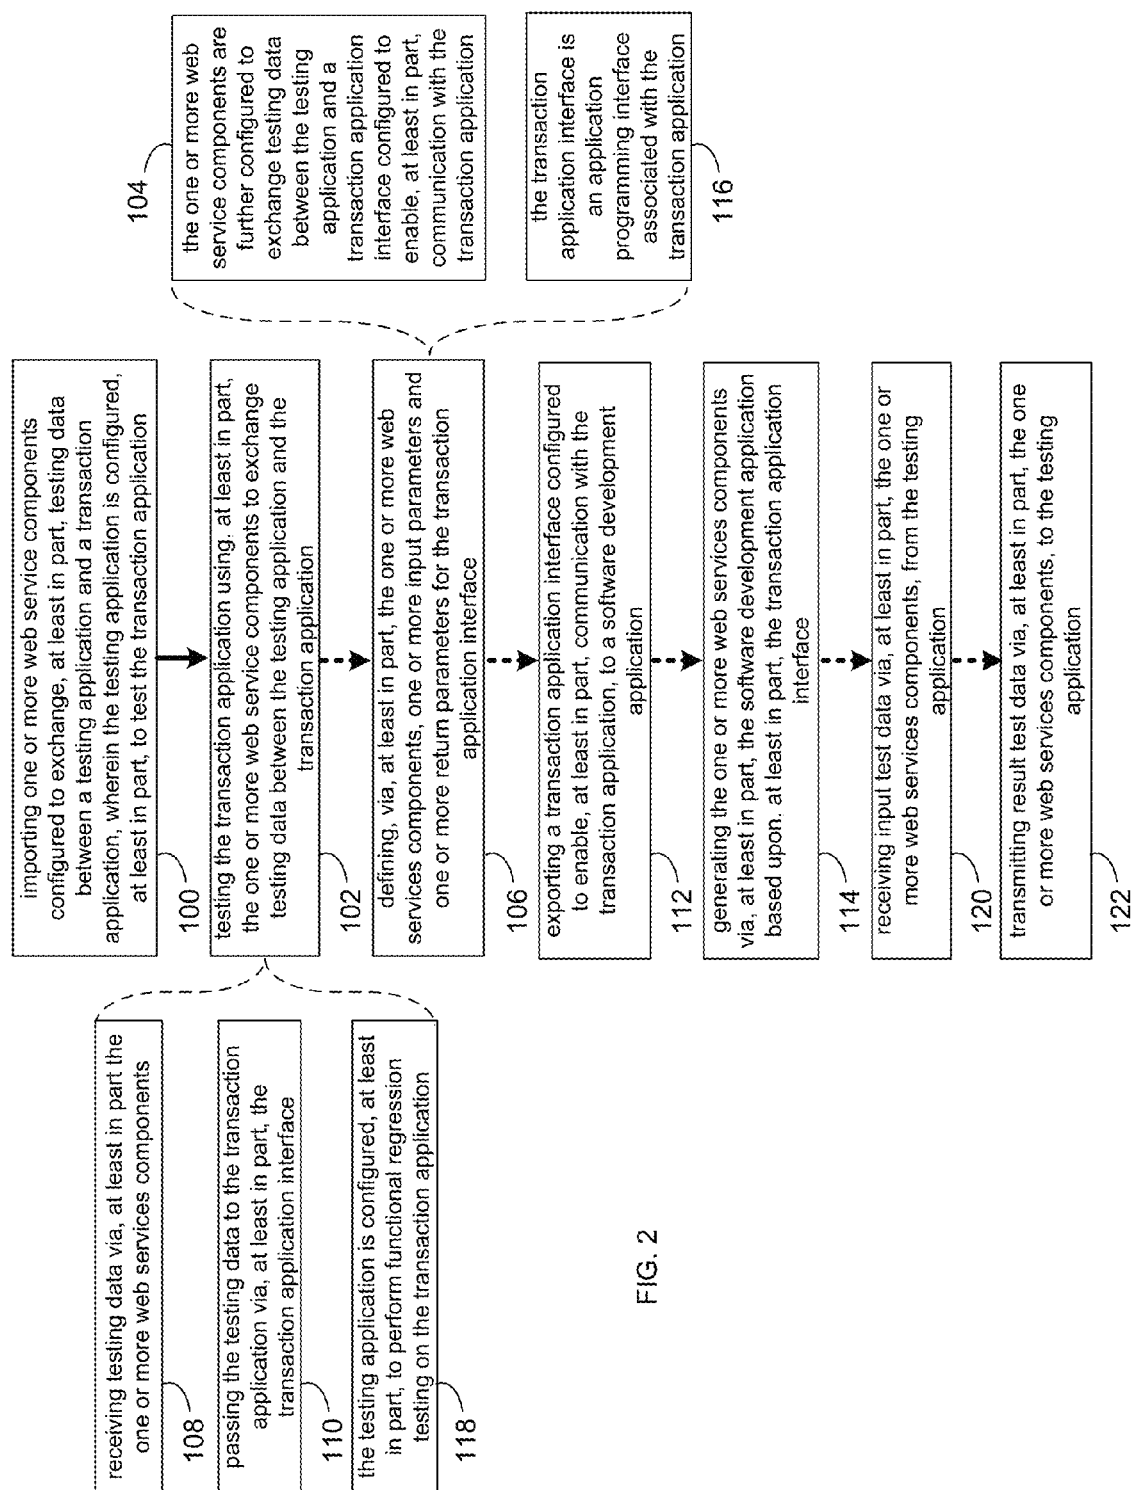 importing one or more web service components
configured to exchange, at least in part, testing data
between a testing application and a transaction
application, wherein the testing application is configured,
at least in part, to test the transaction application
100
testing the transaction application using. at least in part,
the one or more web service components to exchange
testing data between the testing application and the
transaction application
102
defining, via, at least in part, the one or more web
services components, one or more input parameters and
one or more return parameters for the transaction
application interface
106
exporting a transaction application interface configured
to enable, at least in part, communication with the
transaction application, to a software development
application
112
generating the one or more web services components
via, at least in part, the software development application
based upon. at least in part, the transaction application
interface
114
receiving input test data via, at least in part, the one or
more web services components, from the testing
application
120
transmitting result test data via, at least in part, the one
or more web services components, to the testing
application
122
receiving testing data via, at least in part the
one or more web services components
108
passing the testing data to the transaction
application via, at least in part, the
transaction application interface
110
the testing application is configured, at least
in part, to perform functional regression
testing on the transaction application
118
104
the one or more web
service components are
further configured to
exchange testing data
between the testing
application and a
transaction application
interface configured to
enable, at least in part,
communication with the
transaction application
the transaction
application interface is
an application
programming interface
associated with the
transaction application
116
FIG. 2